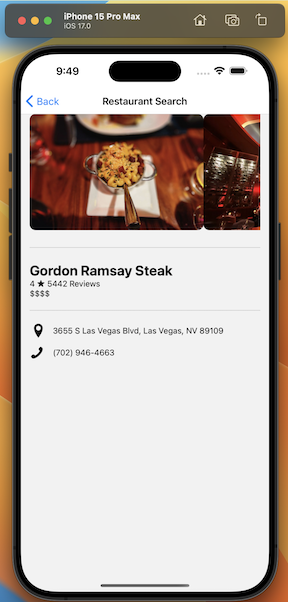 iPhone 15 Pro Max
iOS 17.0
9:49
Back
Restaurant Search
Gordon Ramsay Steak
4 ★ 5442 Reviews
$$$$
3655 S Las Vegas Blvd, Las Vegas, NV 89109
(702) 946-4663